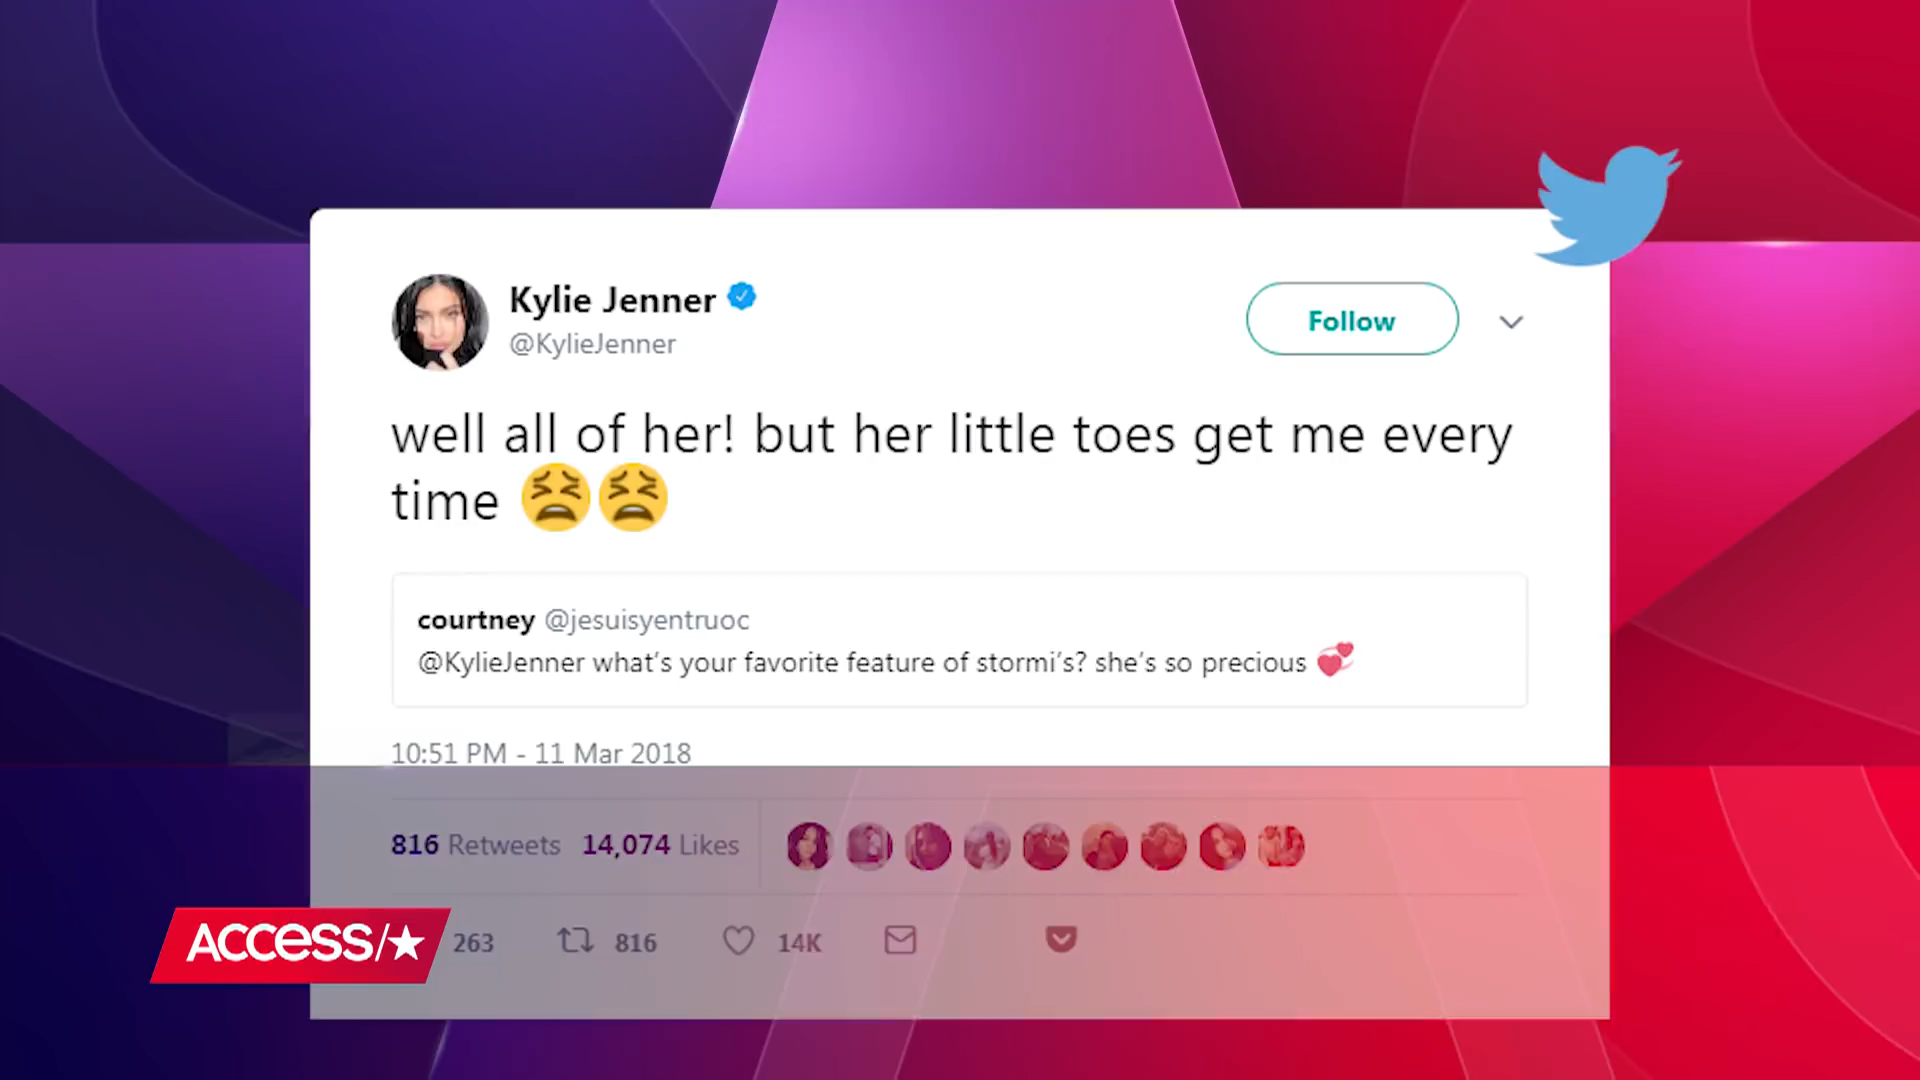 Kylie Jenner
@KylieJenner
Follow
well all of her! but her little toes get me every
time 😫😫
courtney @jesuisyentruoc
@KylieJenner what's your favorite feature of stormi's? she's so precious 💞
10:51 PM - 11 Mar 2018
816 Retweets 14,074 Likes
263 816 14K
ACCESS/★